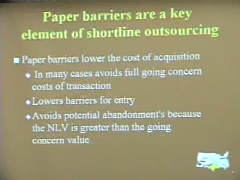 Paper barriers are a key
element of shortline outsourcing
Paper barriers lower the cost of acquisition
In many cases avoids full going concern
costs of transaction
Lowers barriers for entry
Avoids potential abandonment's because
the NLV is greater than the going
concern value